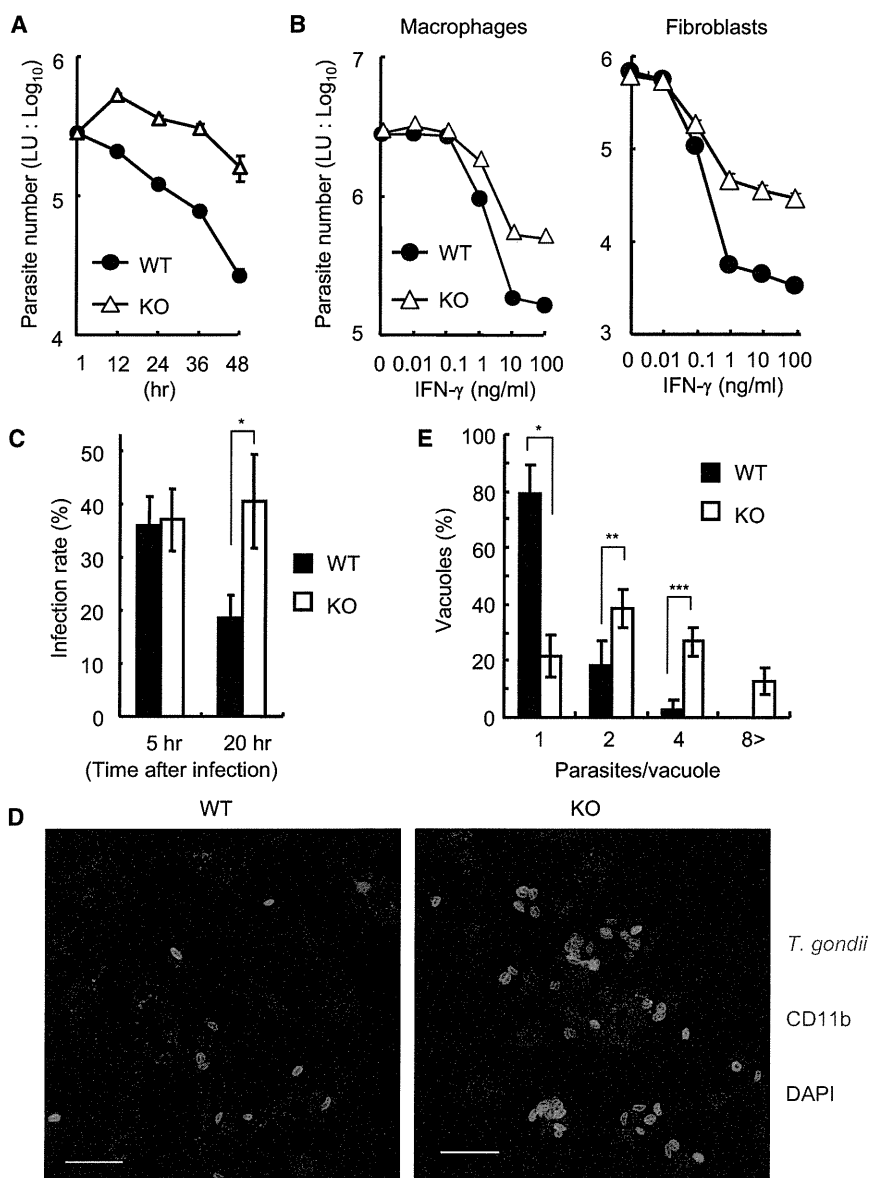 A
Parasite number (LU : Log10)
6
5
4
WT
KO
1 12 24 36 48
(hr)
B
Macrophages
Parasite number (LU : Log10)
7
6
5
WT
KO
0 0.01 0.1 1 10 100
IFN-γ (ng/ml)
Fibroblasts
6
5
4
3
WT
KO
0 0.01 0.1 1 10 100
IFN-γ (ng/ml)
C
Infection rate (%)
50
40
30
20
10
0
*
WT
KO
5 hr 20 hr
(Time after infection)
E
Vacuoles (%)
100
80
60
40
20
0
*
**
***
WT
KO
1 2 4 8>
Parasites/vacuole
D
WT KO
T. gondii
CD11b
DAPI